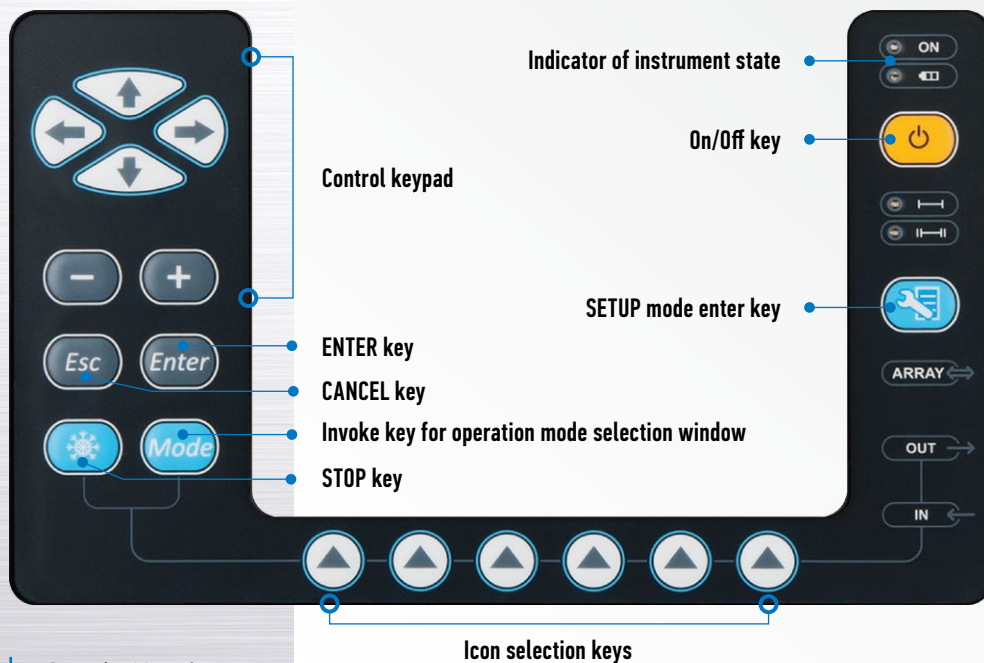 Indicator of instrument state
ON
On/Off key
Control keypad
SETUP mode enter key
- +
Esc Enter
ENTER key
CANCEL key
ARRAY
Mode
Invoke key for operation mode selection window
STOP key
OUT
IN
Icon selection keys